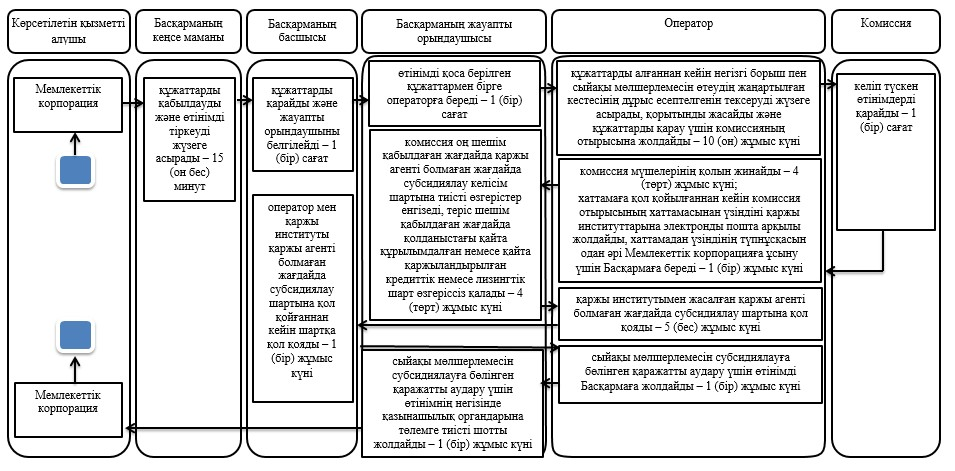 Көрсетілетін қызметті
алушы
Басқарманың
кеңсе маманы
Басқарманың
басшысы
Басқарманың жауапты
орындаушысы
Оператор
Комиссия
Мемлекеттік
корпорация
Мемлекеттік
корпорация
құжаттарды
қабылдауды
және өтінімді
тіркеуді
жүзеге
асырады – 15
(он бес)
минут
құжаттарды
қарайды және
жауапты
орындаушыны
белгілейді – 1
(бір) сағат
оператор мен
қаржы
институты
қаржы агенті
болмаған
жағдайда
субсидиялау
шартына қол
қойғаннан
кейін шартқа
қол қояды – 1
(бір) жұмыс
күні
өтінімді қоса берілген
құжаттармен бірге
операторға береді – 1 (бір)
сағат
комиссия оң шешім
қабылдаған жағдайда қаржы
агенті болмаған жағдайда
субсидиялау келісім
шартына тиісті өзгерістер
енгізеді, теріс шешім
қабылдаған жағдайда
қолданыстағы қайта
құрылымдалған немесе қайта
қаржыландырылған
кредиттік немесе лизингтік
шарт өзгеріссіз қалады – 4
(төрт) жұмыс күні
сыйақы мөлшерлемесін
субсидиялауға бөлінген
қаражатты аудару үшін
өтінімнің негізінде
қазынашылық органдарына
төлемге тиісті шотты
жолдайды – 1 (бір) жұмыс күні
құжаттарды алғаннан кейін негізгі борыш пен
сыйақы мөлшерлемесін өтеудің жаңартылған
кестесінің дұрыс есептелгенін тексеруді жүзеге
асырады, қорытынды жасайды және
құжаттарды қарау үшін комиссияның
отырысына жолдайды – 10 (он) жұмыс күні
комиссия мүшелерінің қолын жинайды – 4
(төрт) жұмыс күні;
хаттамаға қол қойылғаннан кейін комиссия
отырысының хаттамасынан үзіндіні қаржы
институттарына электронды пошта арқылы
жолдайды, хаттамадан үзіндінің түпнұсқасын
одан әрі Мемлекеттік корпорацияға ұсыну
үшін Басқармаға береді – 1 (бір) жұмыс күні
қаржы институтымен жасалған қаржы агенті
болмаған жағдайда субсидиялау шартына қол
қояды – 5 (бес) жұмыс күні
сыйақы мөлшерлемесін субсидиялауға
бөлінген қаражатты аудару үшін өтінімді
Басқармаға жолдайды – 1 (бір) жұмыс күні
келіп түскен
өтінімдерді
қарайды – 1
(бір) сағат